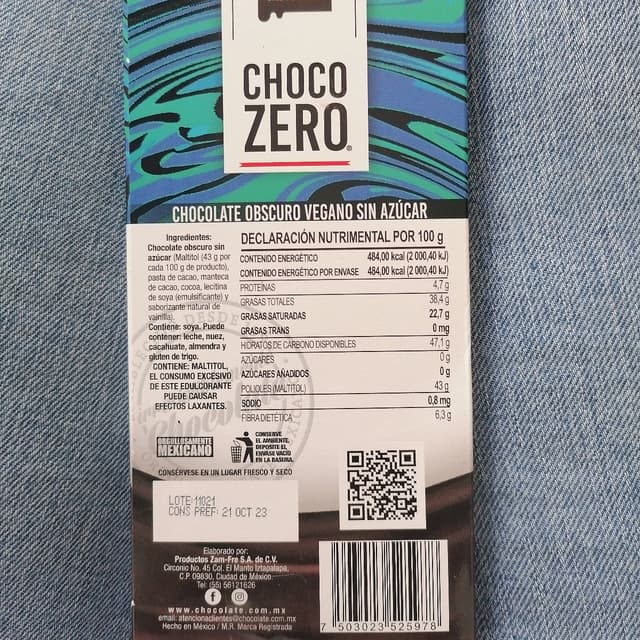 CHOCO
ZERO®
CHOCOLATE OBSCURO VEGANO SIN AZÚCAR
Ingredientes:
Chocolate obscuro sin
azúcar (Maltitol (43 g por
cada 100 g de producto),
pasta de cacao, manteca
de cacao, cocoa, lecitina
de soya (emulsificante) y
saborizante natural de
vainilla).
Contiene: soya. Puede
contener: leche, nuez,
cacahuate, almendra y
gluten de trigo.
CONTIENE: MALTITOL,
EL CONSUMO EXCESIVO
DE ESTE EDULCORANTE
PUEDE CAUSAR
EFECTOS LAXANTES.
DECLARACIÓN NUTRIMENTAL POR 100 g
CONTENIDO ENERGÉTICO 484,00 kcal (2 000,40 kJ)
CONTENIDO ENERGÉTICO POR ENVASE 484,00 kcal (2 000,40 kJ)
PROTEINAS 4,7 g
GRASAS TOTALES 38,4 g
GRASAS SATURADAS 22,7 g
GRASAS TRANS 0 mg
HIDRATOS DE CARBONO DISPONIBLES 47,1 g
AZÚCARES 0 g
AZÚCARES AÑADIDOS 0 g
POLIOLES (MALTITOL) 43 g
SODIO 0,8 mg
FIBRA DIETÉTICA 6,3 g
ORGULLOSAMENTE
MEXICANO
CONSERVE
EL AMBIENTE,
DEPOSITE EL
ENVASE VACÍO
EN LA BASURA.
CONSÉRVESE EN UN LUGAR FRESCO Y SECO
LOTE:11021
CONS PREF: 21 OCT 23
Elaborado por:
Productos Zam-Fre S.A. de C.V.
Circonio No. 45 Col. El Manto Iztapalapa,
C.P. 09830, Ciudad de México.
Tel: (55) 56121626
www.chocolate.com.mx
email: atencionaclientes@chocolate.com.mx
Hecho en México / M.R. Marca Registrada
7 503023 525978